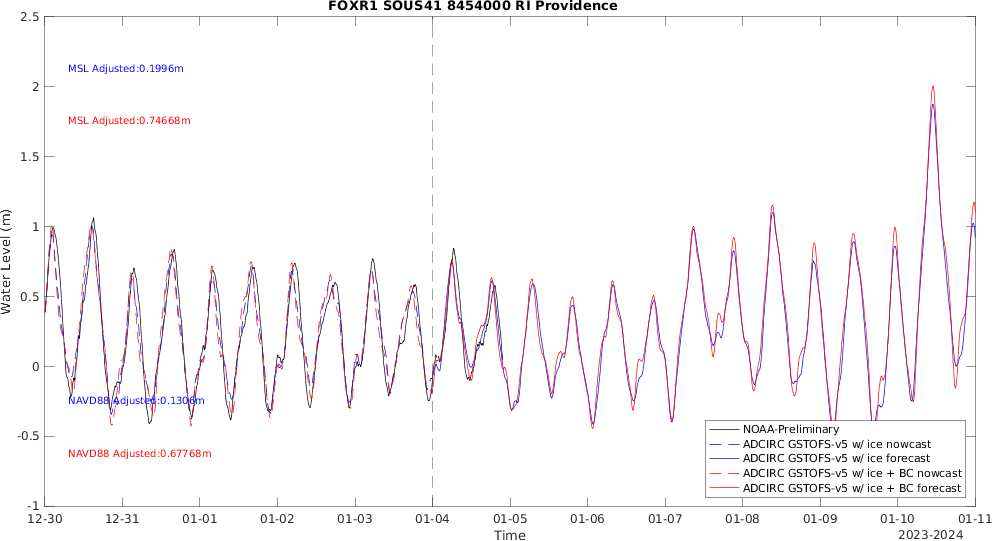 FOXR1 SOUS41 8454000 RI Providence
2.5
2
1.5
1
0.5
0
-0.5
-1
Water Level (m)
MSL Adjusted:0.1996m
MSL Adjusted:0.74668m
NAVD88 Adjusted:0.1306m
NAVD88 Adjusted:0.67768m
NOAA-Preliminary
ADCIRC GSTOFS-v5 w/ ice nowcast
ADCIRC GSTOFS-v5 w/ ice forecast
ADCIRC GSTOFS-v5 w/ ice + BC nowcast
ADCIRC GSTOFS-v5 w/ ice + BC forecast
12-30 12-31 01-01 01-02 01-03 01-04 01-05 01-06 01-07 01-08 01-09 01-10 01-11
Time
2023-2024